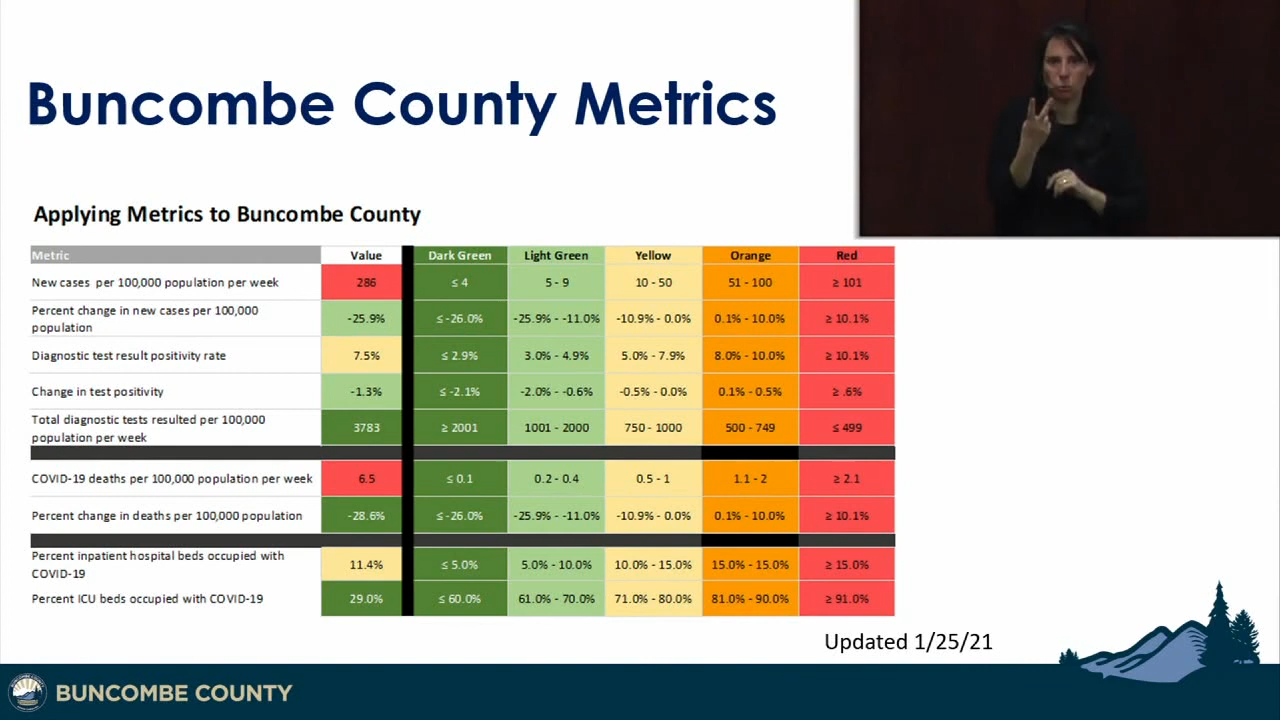 Buncombe County Metrics
Applying Metrics to Buncombe County
Metric Value Dark Green Light Green Yellow Orange Red
New cases per 100,000 population per week 286 ≤ 4 5 - 9 10 - 50 51 - 100 ≥ 101
Percent change in new cases per 100,000
population -25.9% ≤ -26.0% -25.9% - -11.0% -10.9% - 0.0% 0.1% - 10.0% ≥ 10.1%
Diagnostic test result positivity rate 7.5% ≤ 2.9% 3.0% - 4.9% 5.0% - 7.9% 8.0% - 10.0% ≥ 10.1%
Change in test positivity -1.3% ≤ -2.1% -2.0% - -0.6% -0.5% - 0.0% 0.1% - 0.5% ≥ .6%
Total diagnostic tests resulted per 100,000
population per week 3783 ≥ 2001 1001 - 2000 750 - 1000 500 - 749 ≤ 499
COVID-19 deaths per 100,000 population per week 6.5 ≤ 0.1 0.2 - 0.4 0.5 - 1 1.1 - 2 ≥ 2.1
Percent change in deaths per 100,000 population -28.6% ≤ -26.0% -25.9% - -11.0% -10.9% - 0.0% 0.1% - 10.0% ≥ 10.1%
Percent inpatient hospital beds occupied with
COVID-19 11.4% ≤ 5.0% 5.0% - 10.0% 10.0% - 15.0% 15.0% - 15.0% ≥ 15.0%
Percent ICU beds occupied with COVID-19 29.0% ≤ 60.0% 61.0% - 70.0% 71.0% - 80.0% 81.0% - 90.0% ≥ 91.0%
Updated 1/25/21
BUNCOMBE COUNTY